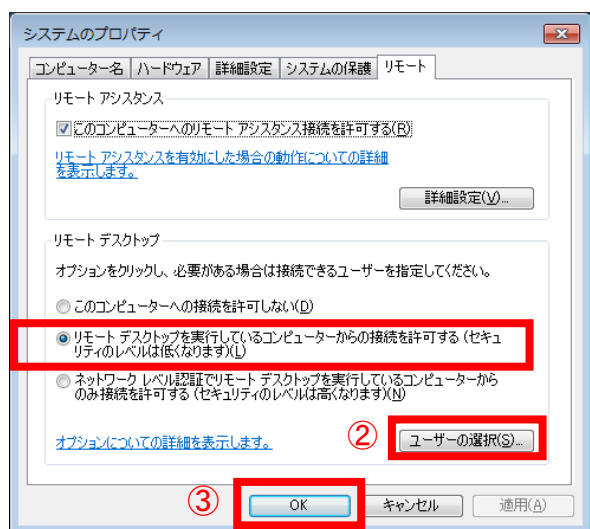 システムのプロパティ
コンピューター名 ハードウェア 詳細設定 システムの保護 リモート
リモート アシスタンス
このコンピューターへのリモート アシスタンス接続を許可する(R)
リモート アシスタンスを有効にした場合の動作についての詳細
を表示します。
詳細設定(V)...
リモート デスクトップ
オプションをクリックし、必要がある場合は接続できるユーザーを指定してください。
このコンピューターへの接続を許可しない(D)
リモート デスクトップを実行しているコンピューターからの接続を許可する (セキュ
リティのレベルは低くなります)(L)
ネットワーク レベル認証でリモート デスクトップを実行しているコンピューターから
のみ接続を許可する (セキュリティのレベルは高くなります)(N)
オプションについての詳細を表示します。 ② ユーザーの選択(S)...
③ OK キャンセル 適用(A)